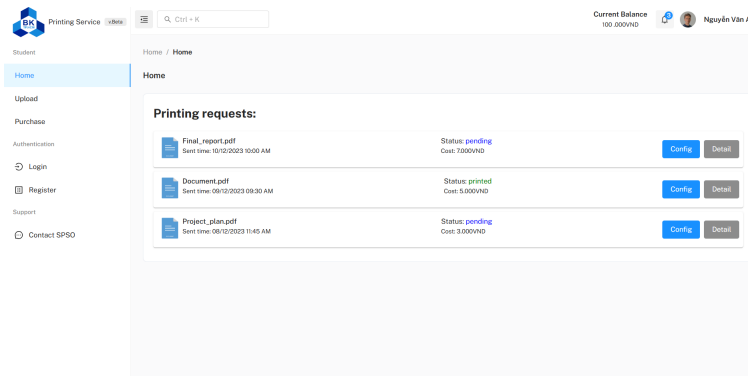 BK
Printing Service v.Beta
Ctrl + K
Current Balance
100 .000VND
3
Nguyễn Văn A
Student
Home
Upload
Purchase
Authentication
Login
Register
Support
Contact SPSO
Home / Home
Home
Printing requests:
Final_report.pdf
Sent time: 10/12/2023 10:00 AM
Status: pending
Cost: 7.000VND
Config
Detail
Document.pdf
Sent time: 09/12/2023 09:30 AM
Status: printed
Cost: 5.000VND
Config
Detail
Project_plan.pdf
Sent time: 08/12/2023 11:45 AM
Status: pending
Cost: 3.000VND
Config
Detail